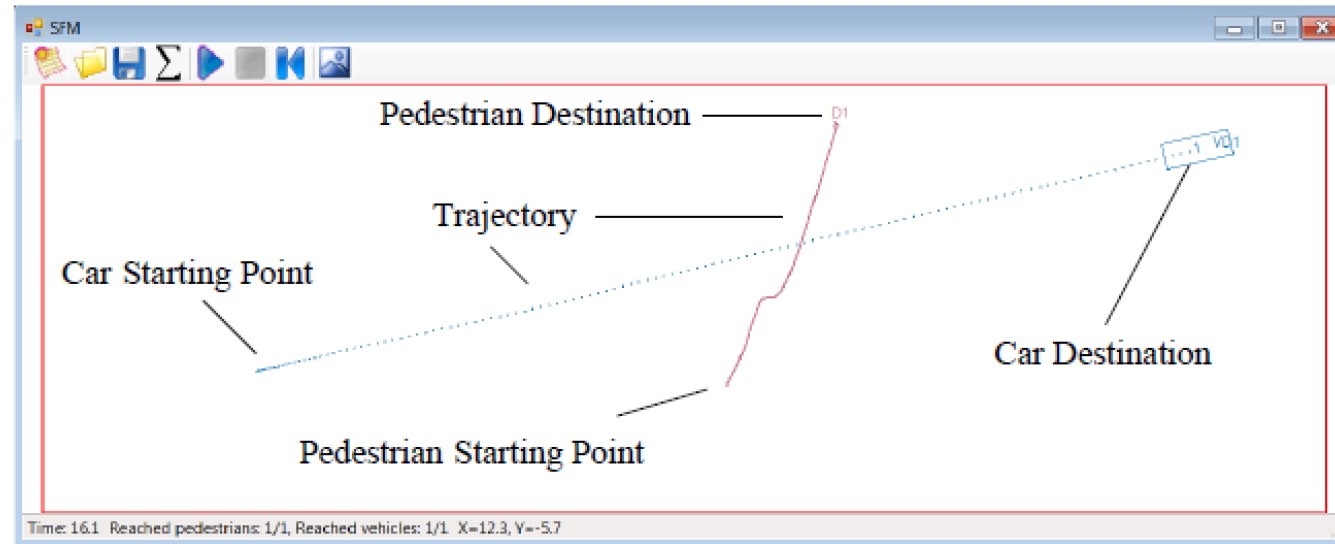 SFM
Pedestrian Destination
D1
1 VD1
Trajectory
Car Starting Point
Car Destination
Pedestrian Starting Point
Time: 16.1 Reached pedestrians: 1/1, Reached vehicles: 1/1 X=12.3, Y=-5.7